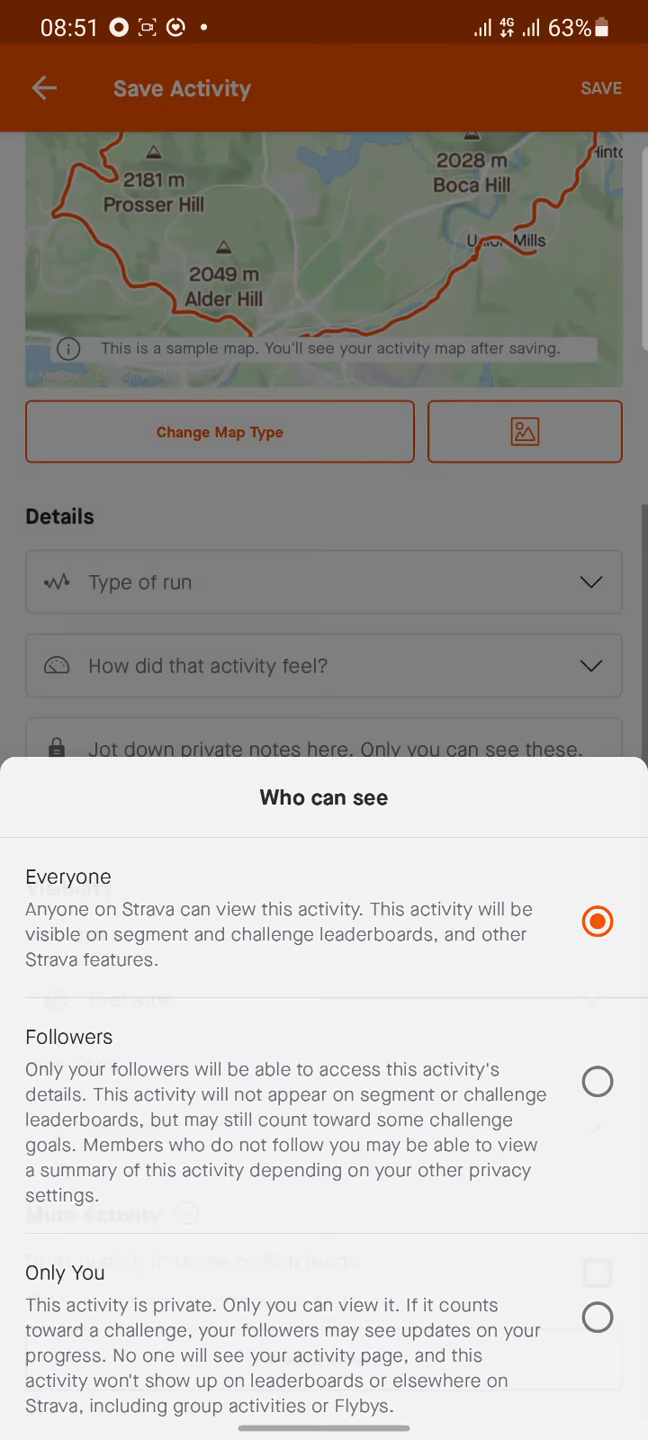 08:51
4G 63%
Save Activity
SAVE
2181 m
Prosser Hill
2028 m
Boca Hill
Mills
2049 m
Alder Hill
This is a sample map. You'll see your activity map after saving.
Change Map Type
Details
Type of run
How did that activity feel?
Jot down private notes here. Only you can see these.
Who can see
Everyone
Anyone on Strava can view this activity. This activity will be
visible on segment and challenge leaderboards, and other
Strava features.
Everyone
Followers
Only your followers will be able to access this activity's
details. This activity will not appear on segment or challenge
leaderboards, but may still count toward some challenge
goals. Members who do not follow you may be able to view
a summary of this activity depending on your other privacy
settings.
Mute Activity
Only You
This activity is private. Only you can view it. If it counts
toward a challenge, your followers may see updates on your
progress. No one will see your activity page, and this
activity won't show up on leaderboards or elsewhere on
Strava, including group activities or Flybys.